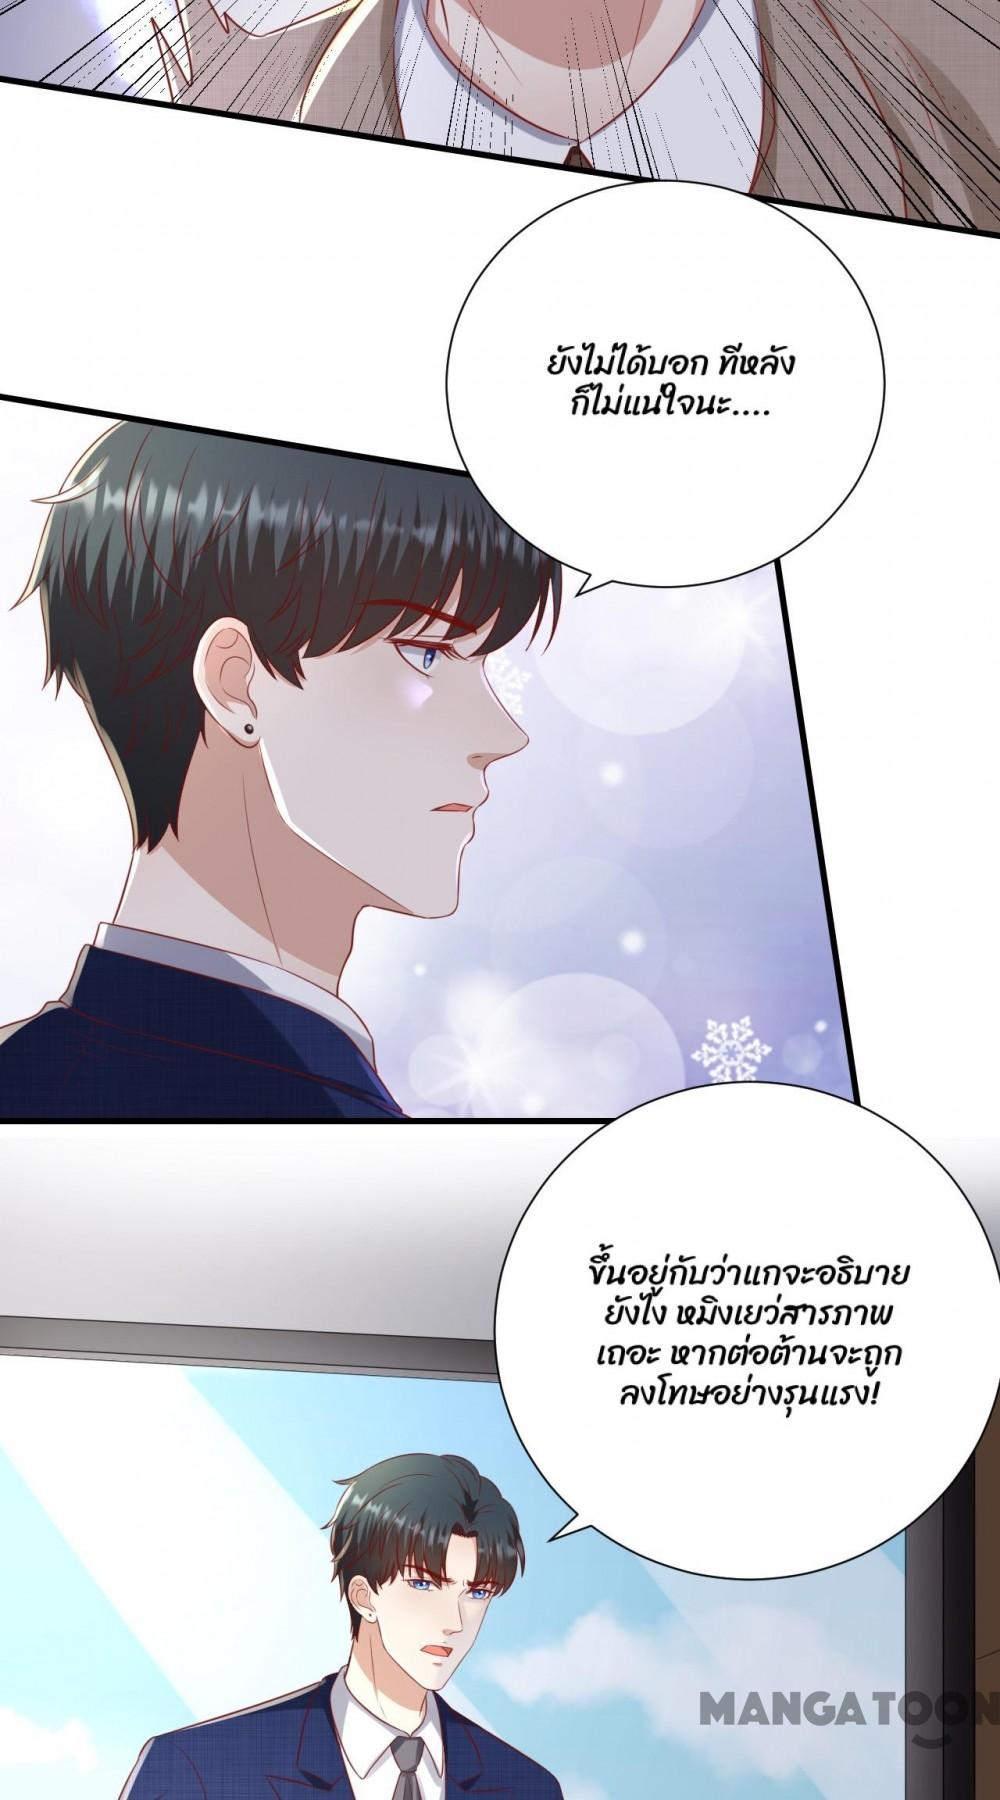 ยังไม่ได้บอก ทีหลัง
ก็ไม่แน่ใจนะ....
ขึ้นอยู่กับว่าแกจะอธิบาย
ยังไง หมิงเยว่สารภาพ
เถอะ หากต่อต้านจะถูก
ลงโทษอย่างรุนแรง!
MANGATOON